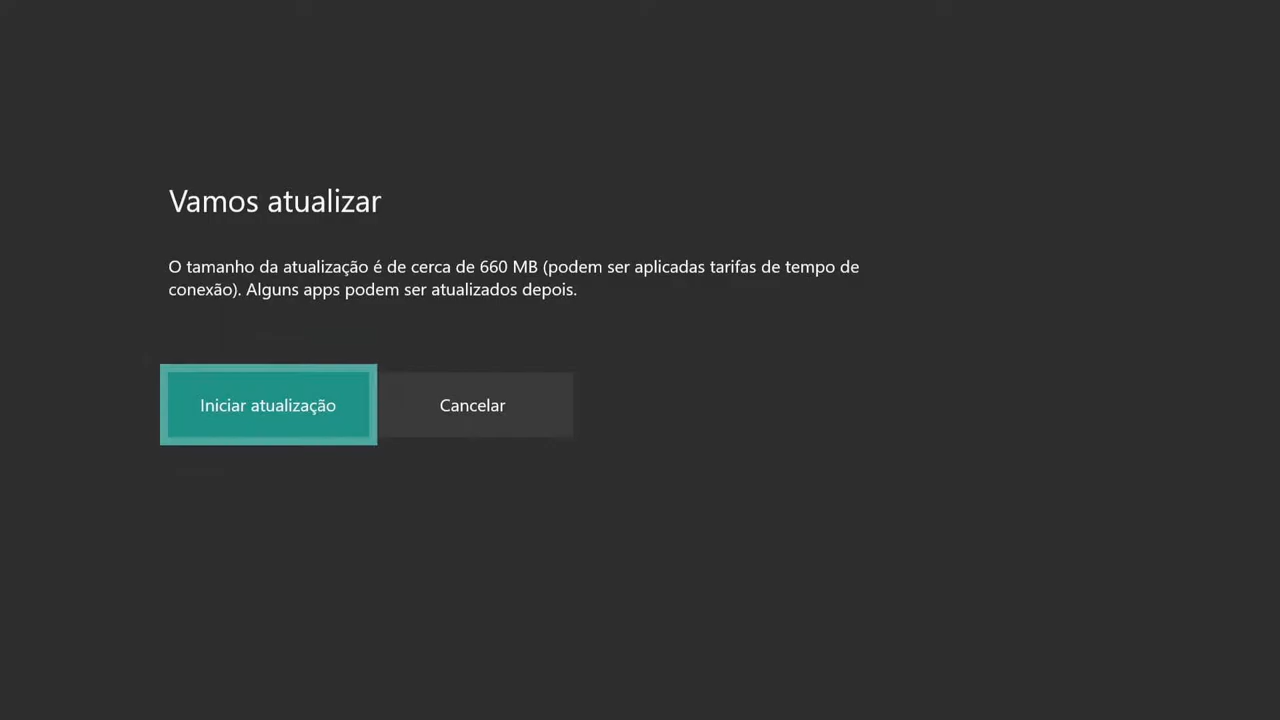 Vamos atualizar
O tamanho da atualização é de cerca de 660 MB (podem ser aplicadas tarifas de tempo de
conexão). Alguns apps podem ser atualizados depois.
Iniciar atualização
Cancelar